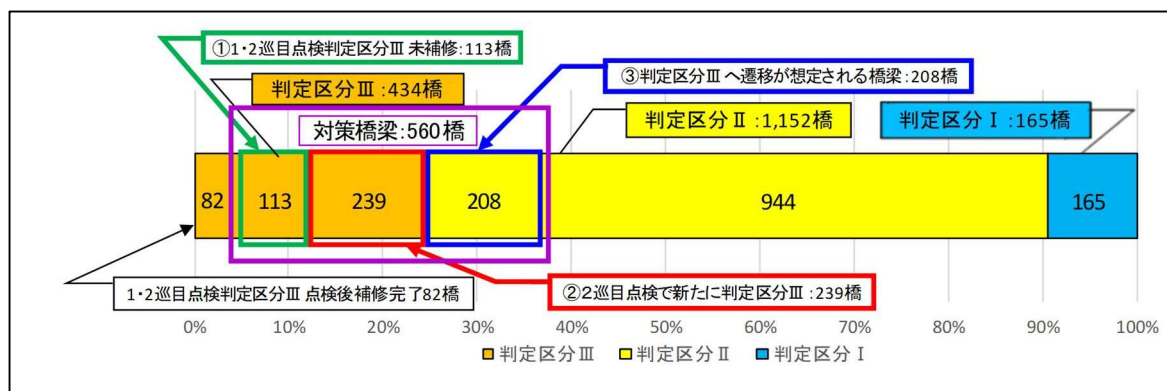 ①1・2巡目点検判定区分Ⅲ 未補修:113橋
③判定区分Ⅲ へ遷移が想定される橋梁:208橋
判定区分Ⅲ:434橋
対策橋梁:560橋
判定区分Ⅱ:1,152橋
判定区分Ⅰ:165橋
82
113
239
208
944
165
1・2巡目点検判定区分Ⅲ 点検後補修完了82橋
②2巡目点検で新たに判定区分Ⅲ:239橋
0% 10% 20% 30% 40% 50% 60% 70% 80% 90% 100%
判定区分Ⅲ 判定区分Ⅱ 判定区分Ⅰ